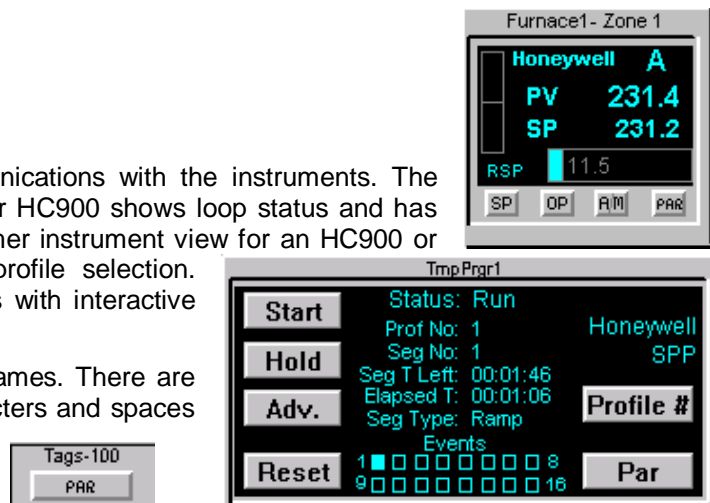 Furnace1- Zone 1
Honeywell A
PV 231.4
SP 231.2
RSP 11.5
SP OP A/M PAR
nications with the instruments. The
r HC900 shows loop status and has
ner instrument view for an HC900 or
rofile selection.
s with interactive
ames. There are
cters and spaces
Tags-100
PAR
TmpPrgr1
Start
Hold
Adv.
Reset
Status: Run
Prof No: 1
Seg No: 1
Seg T Left: 00:01:46
Elapsed T: 00:01:06
Seg Type: Ramp
Events
1 8
9 16
Honeywell
SPP
Profile #
Par